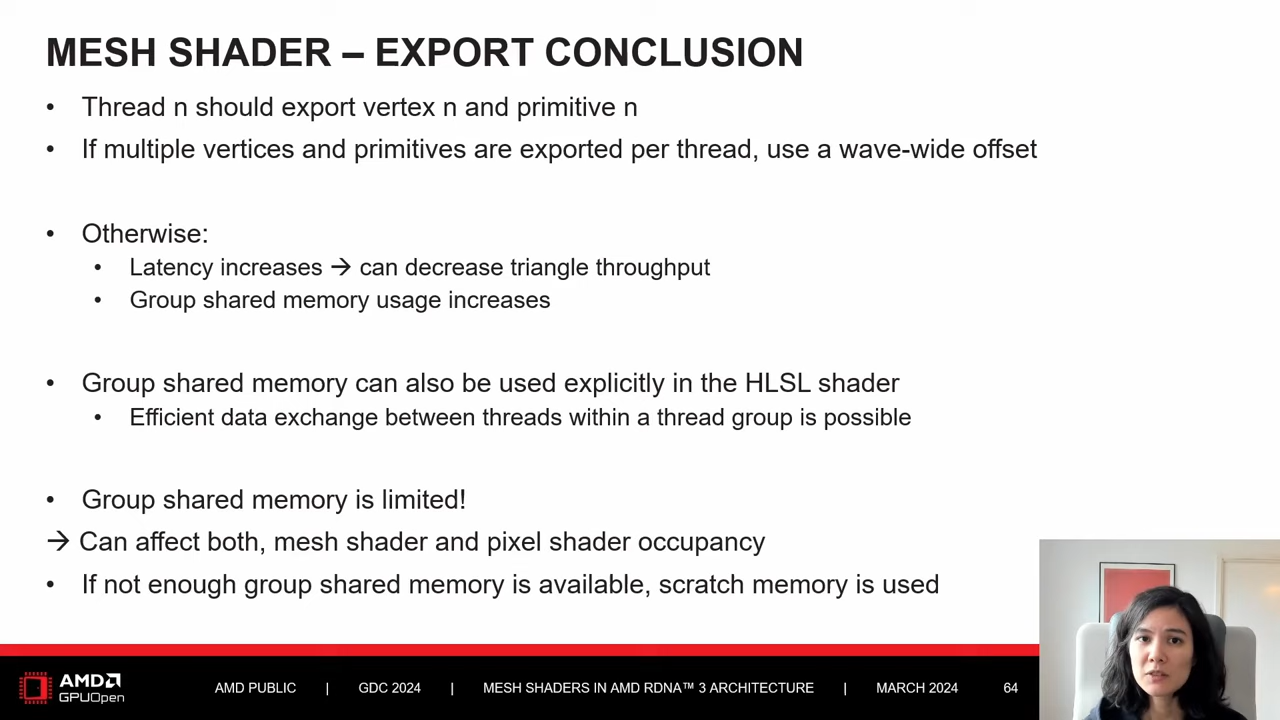 MESH SHADER – EXPORT CONCLUSION
• Thread n should export vertex n and primitive n
• If multiple vertices and primitives are exported per thread, use a wave-wide offset
• Otherwise:
• Latency increases → can decrease triangle throughput
• Group shared memory usage increases
• Group shared memory can also be used explicitly in the HLSL shader
• Efficient data exchange between threads within a thread group is possible
• Group shared memory is limited!
→ Can affect both, mesh shader and pixel shader occupancy
• If not enough group shared memory is available, scratch memory is used
AMD
GPUOpen
AMD PUBLIC | GDC 2024 | MESH SHADERS IN AMD RDNA™ 3 ARCHITECTURE | MARCH 2024 64